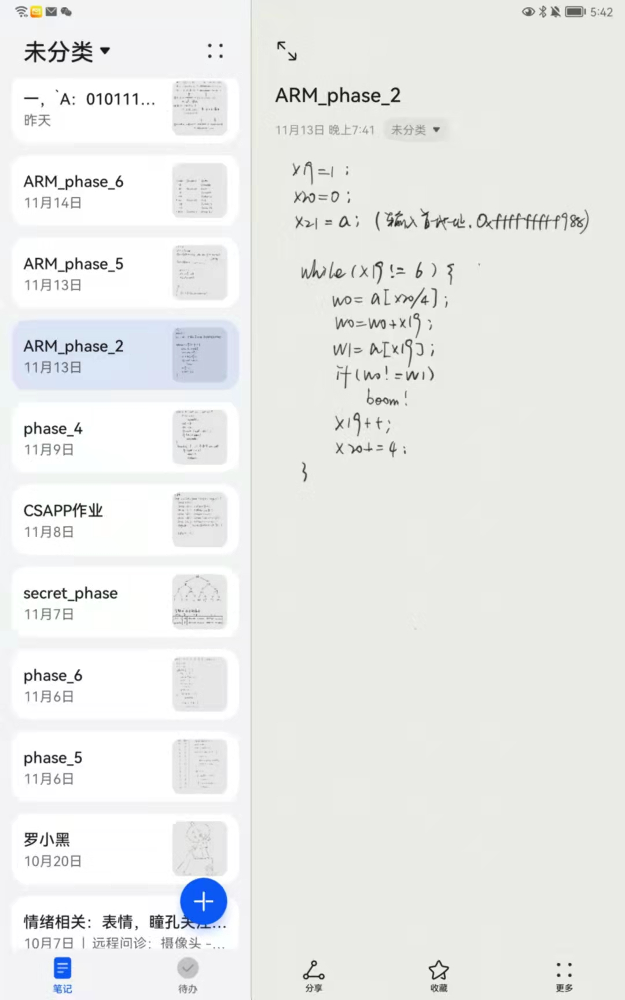 5:42
未分类
一，`A：010111...
昨天
ARM_phase_6
11月14日
ARM_phase_5
11月13日
ARM_phase_2
11月13日
phase_4
11月9日
CSAPP作业
11月8日
secret_phase
11月7日
phase_6
11月6日
phase_5
11月6日
罗小黑
10月20日
情绪相关：表情，瞳孔关注...
10月7日 | 远程问诊：摄像头 -...
笔记
待办
ARM_phase_2
11月13日 晚上7:41 未分类
x19=1;
x20=0;
x21=a; (输入首地址.0xfffffffff988)
while(x19!=6){
w0=a[x20/4];
w0=w0+x19;
w1=a[x19];
if(w0!=w1)
boom!
x19++;
x20+=4;
}
分享
收藏
更多